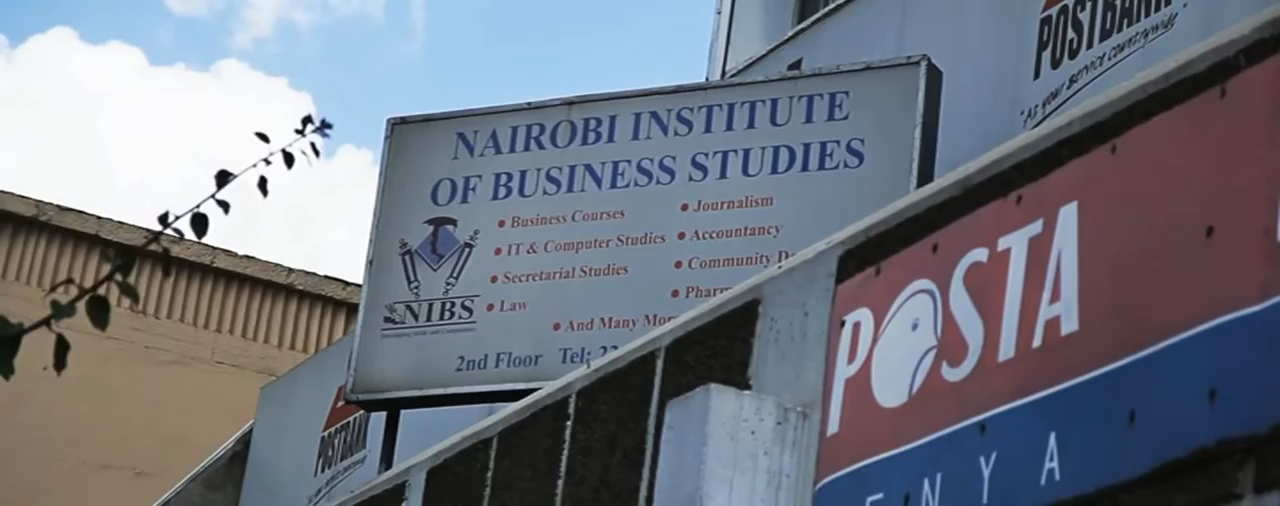 NAIROBI INSTITUTE
OF BUSINESS STUDIES
• Business Courses
• IT & Computer Studies
• Secretarial Studies
• Law
• Journalism
• Accountancy
• Community
• And Many
NIBS
2nd Floor Tel:
POSTBANK
"At your service countrywide"
POSTBANK
POSTA